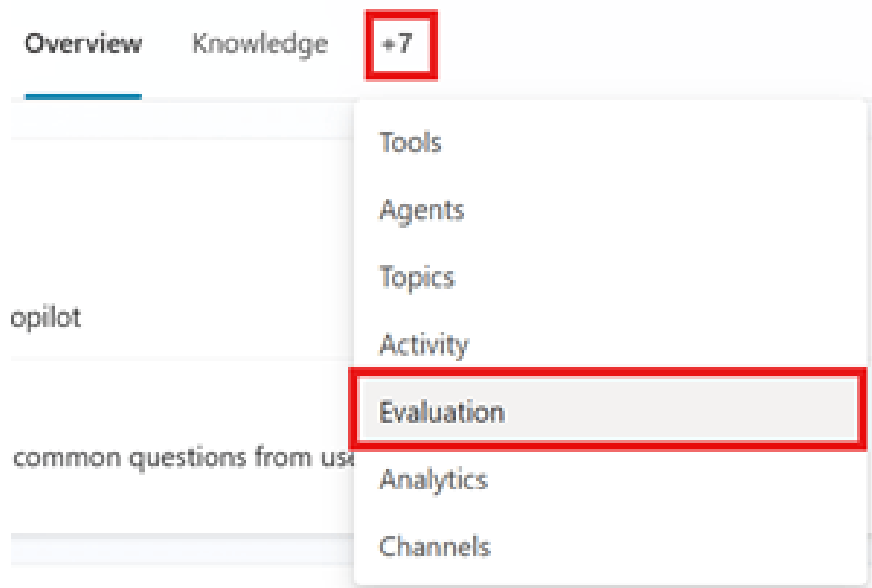 Overview Knowledge +7
Tools
Agents
Topics
opilot
Activity
Evaluation
common questions from use
Analytics
Channels